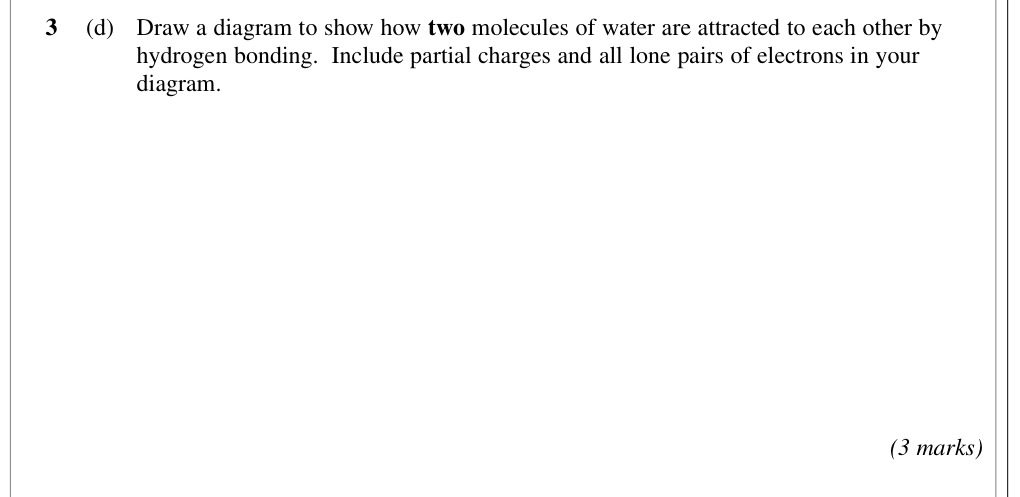 3 (d) Draw a diagram to show how two molecules of water are attracted to each other by
hydrogen bonding. Include partial charges and all lone pairs of electrons in your
diagram.
(3 marks)